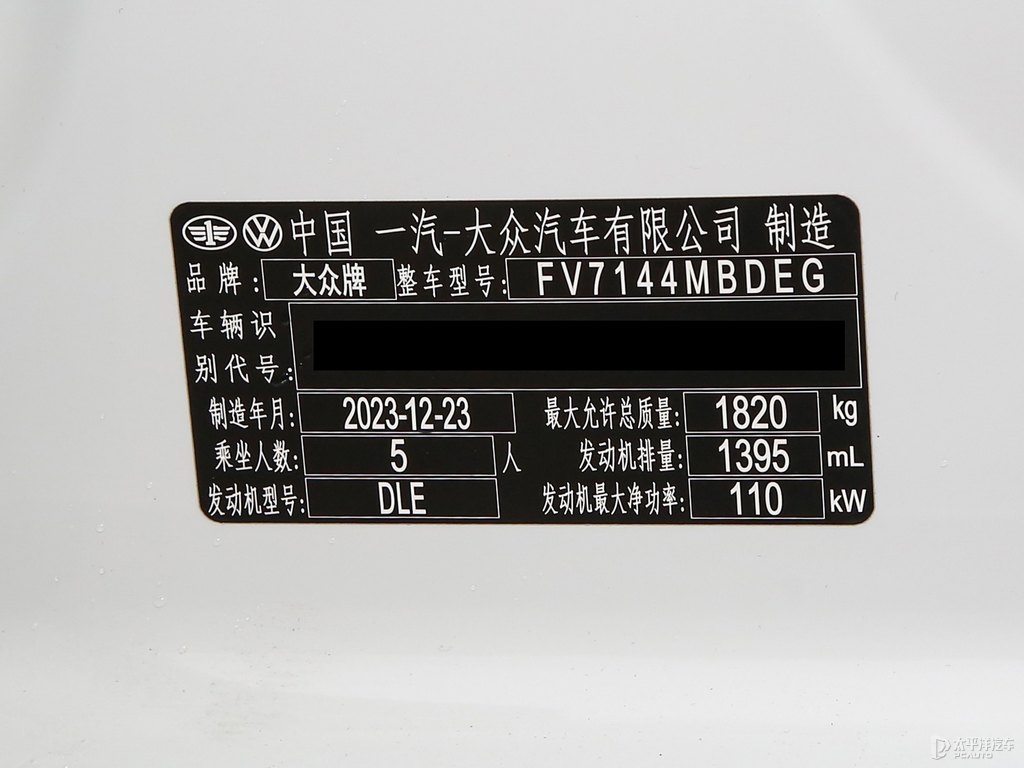 中国 一汽-大众汽车有限公司 制造
品牌: 大众牌 整车型号: FV7144MBDEG
车辆识
别代号:
制造年月: 2023-12-23 最大允许总质量: 1820 kg
乘坐人数: 5 人 发动机排量: 1395 mL
发动机型号: DLE 发动机最大净功率: 110 kW
太平洋汽车
PCAUTO